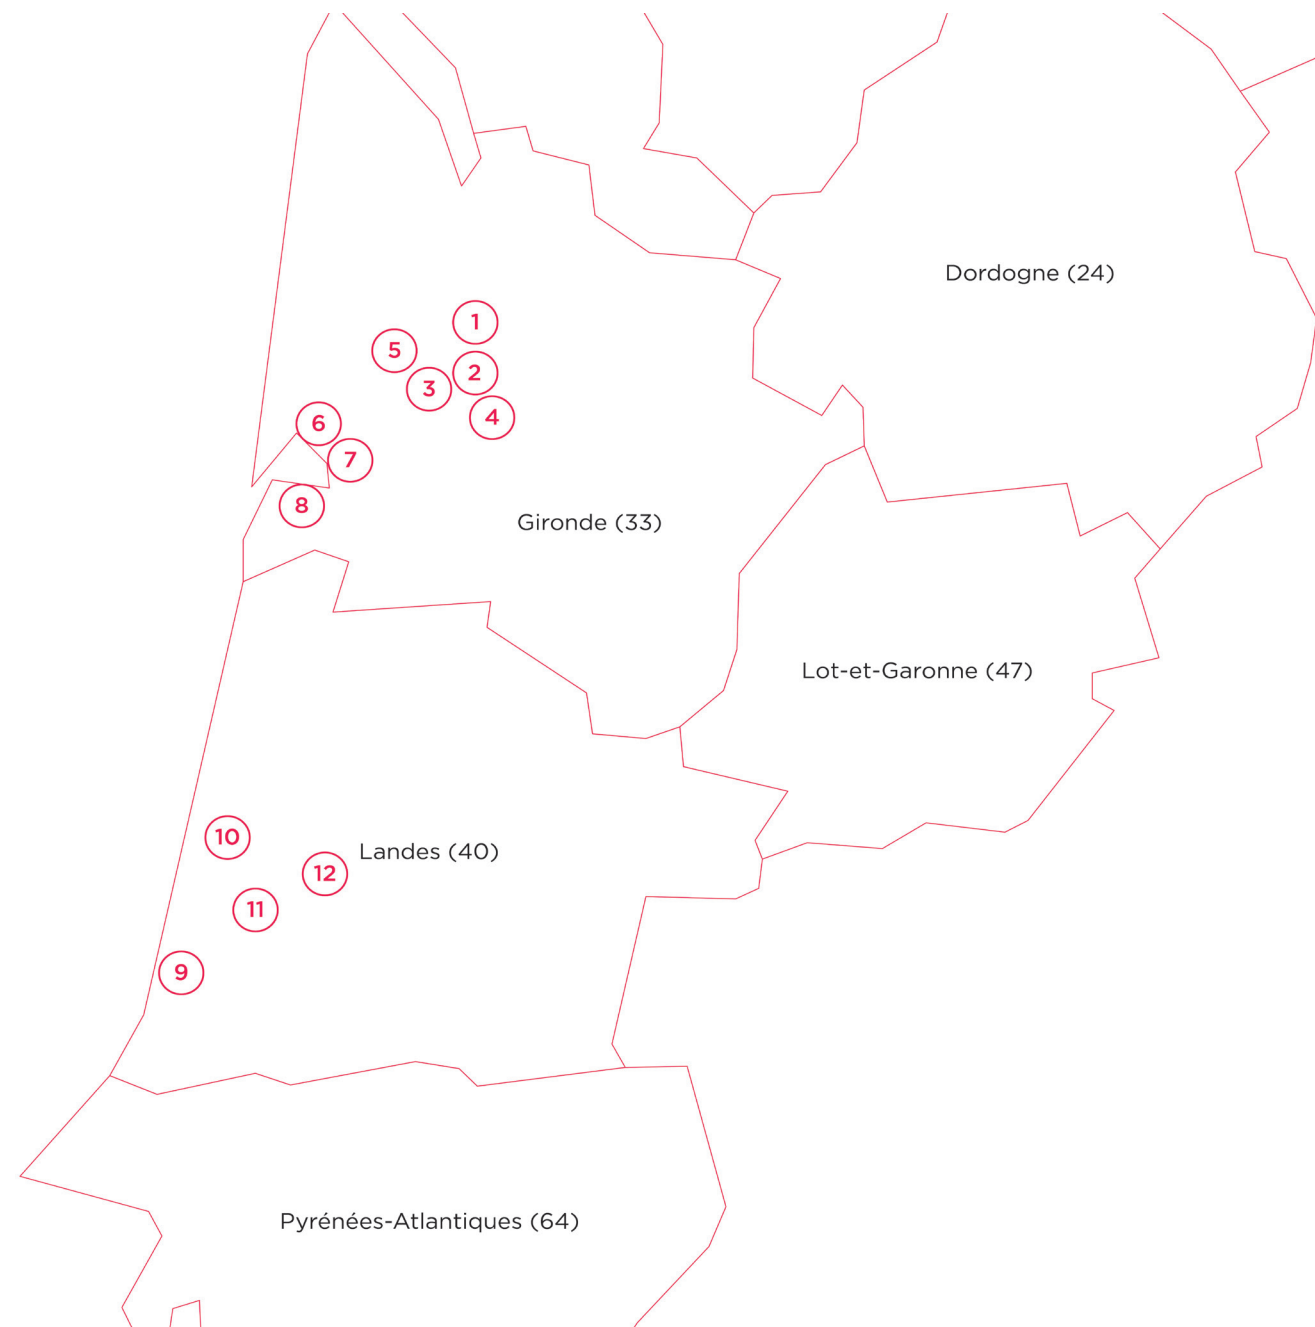 Dordogne (24)
1
5
2
3
4
6
7
8
Gironde (33)
Lot-et-Garonne (47)
10
Landes (40)
12
11
9
Pyrénées-Atlantiques (64)